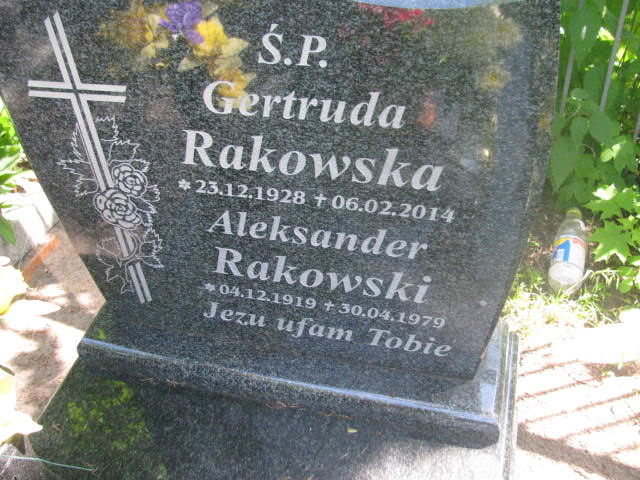 Ś.P.
Gertruda
Rakowska
* 23.12.1928 + 06.02.2014
Aleksander
Rakowski
* 04.12.1919 + 30.04.1979
Jezu ufam Tobie